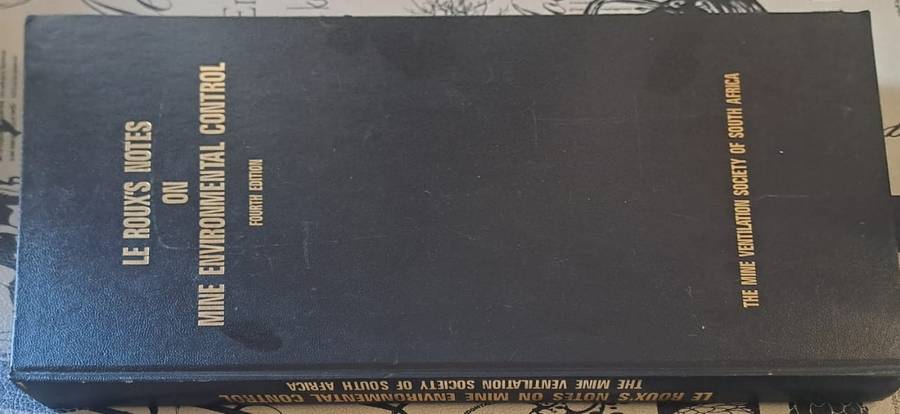 LE ROUX'S NOTES
ON
MINE ENVIRONMENTAL CONTROL
FOURTH EDITION
THE MINE VENTILATION SOCIETY OF SOUTH AFRICA
LE ROUX'S NOTES ON MINE ENVIRONMENTAL CONTROL
THE MINE VENTILATION SOCIETY OF SOUTH AFRICA